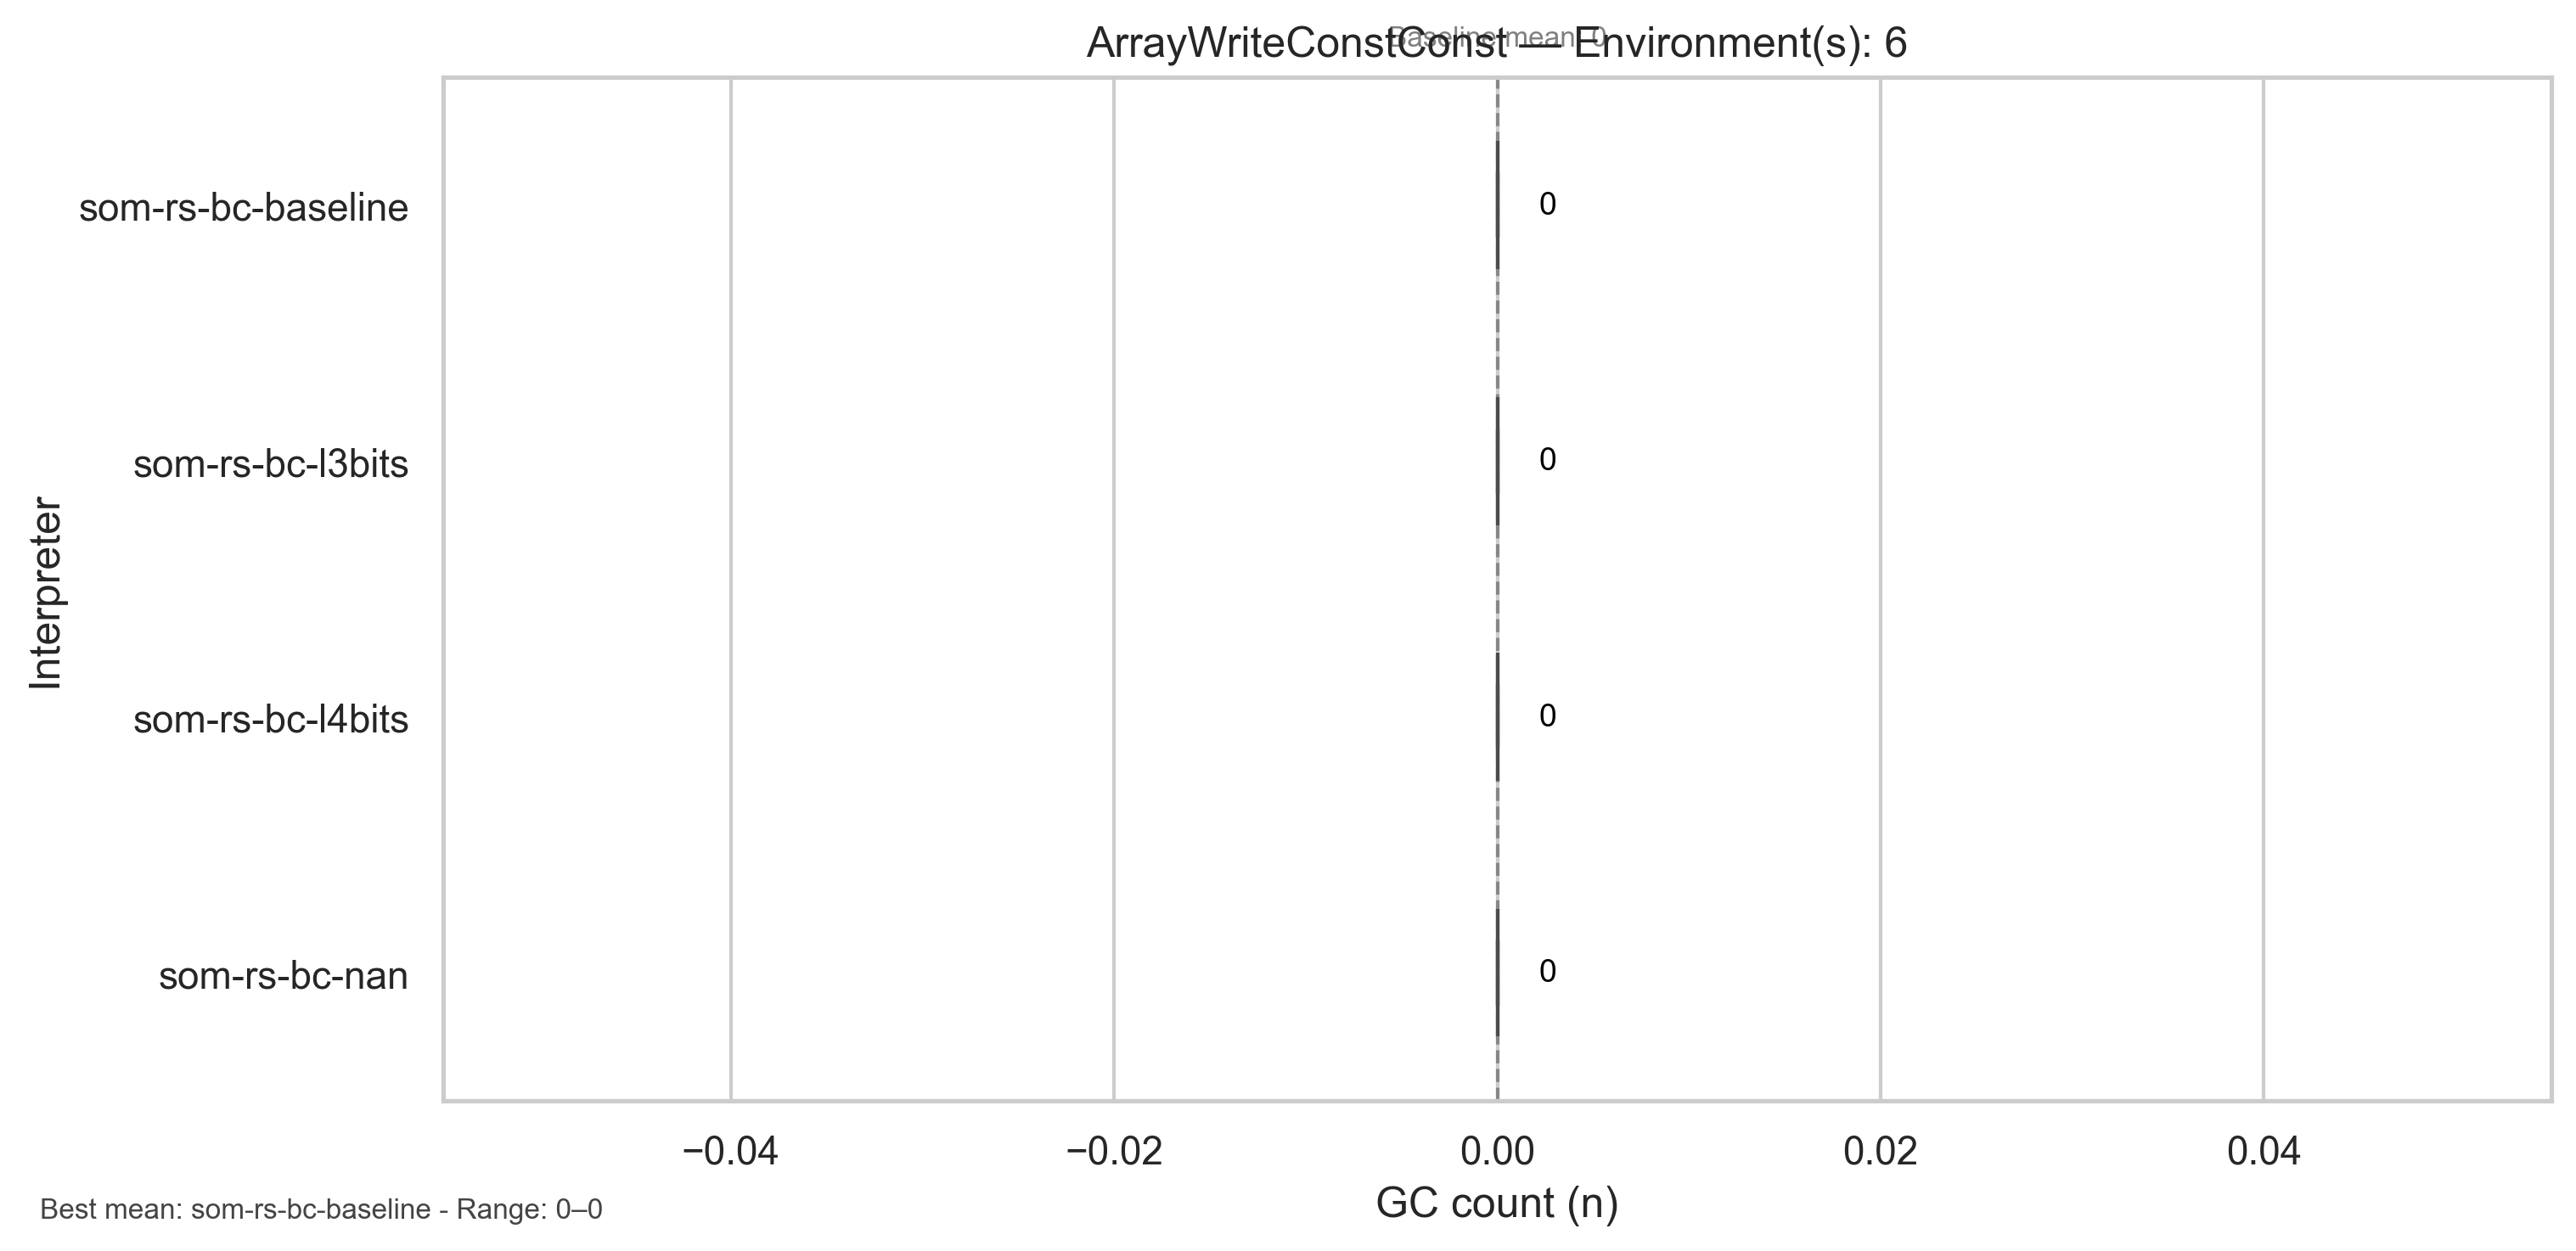 Baseline mean: 0
ArrayWriteConstConst — Environment(s): 6
som-rs-bc-baseline
0
som-rs-bc-l3bits
0
som-rs-bc-l4bits
0
som-rs-bc-nan
0
Interpreter
−0.04
−0.02
0.00
0.02
0.04
GC count (n)
Best mean: som-rs-bc-baseline - Range: 0–0